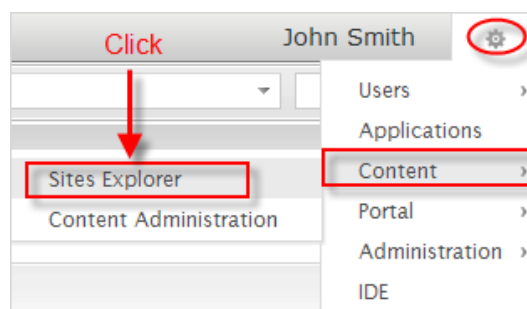 Click
John Smith
Users
Applications
Content
Portal
Administration
IDE
Sites Explorer
Content Administration